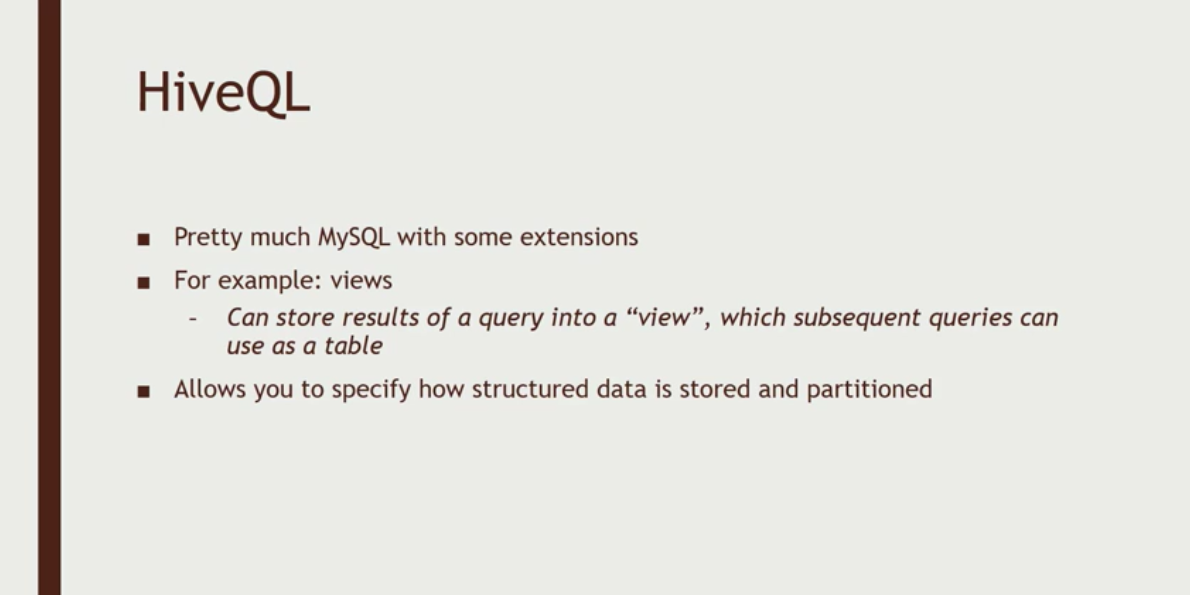 HiveQL
■ Pretty much MySQL with some extensions
■ For example: views
– Can store results of a query into a “view”, which subsequent queries can
use as a table
■ Allows you to specify how structured data is stored and partitioned